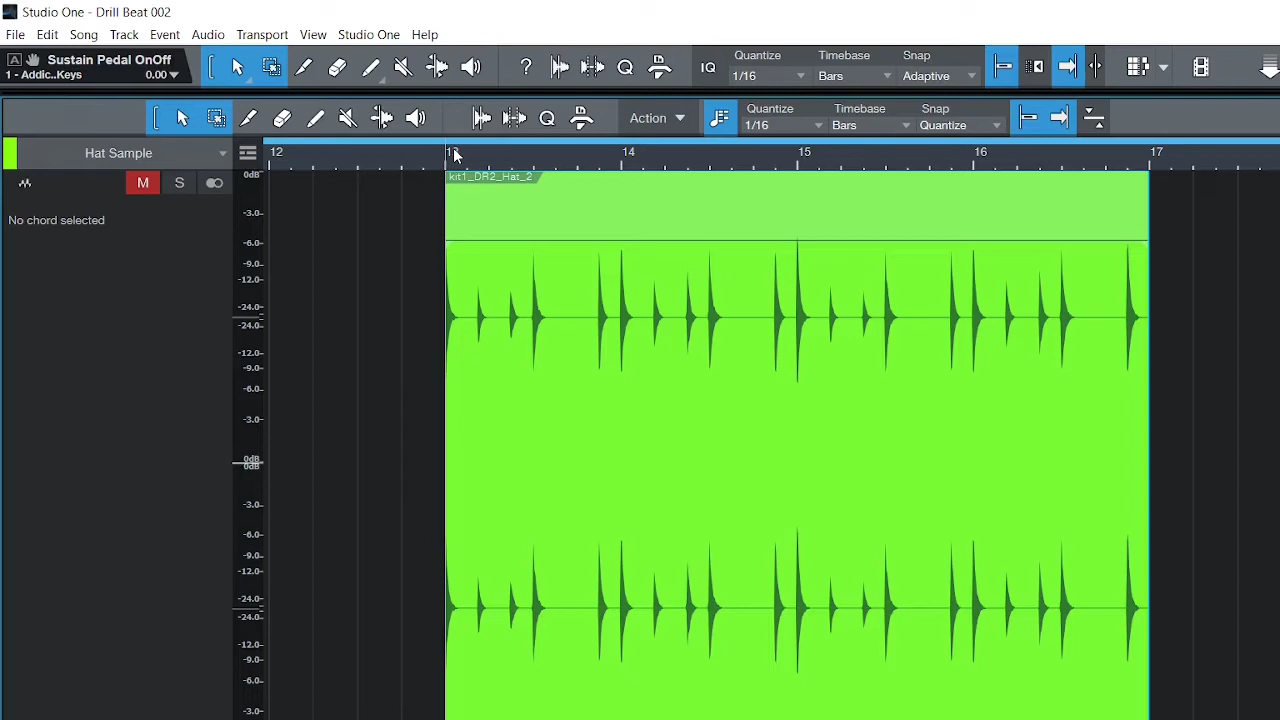 Studio One - Drill Beat 002
File Edit Song Track Event Audio Transport View Studio One Help
A Sustain Pedal OnOff
1 - Addic..Keys 0.00
? IQ Quantize Timebase Snap
1/16 Bars Adaptive
Action Quantize Timebase Snap
1/16 Bars Quantize
Hat Sample
12 13 14 15 16 17
M S
kit1_DR2_Hat_2
No chord selected
0dB
-3.0
-6.0
-9.0
-12.0
-24.0
-24.0
-12.0
-9.0
-6.0
-3.0
0dB
0dB
-3.0
-6.0
-9.0
-12.0
-24.0
-24.0
-12.0
-9.0
-6.0
-3.0